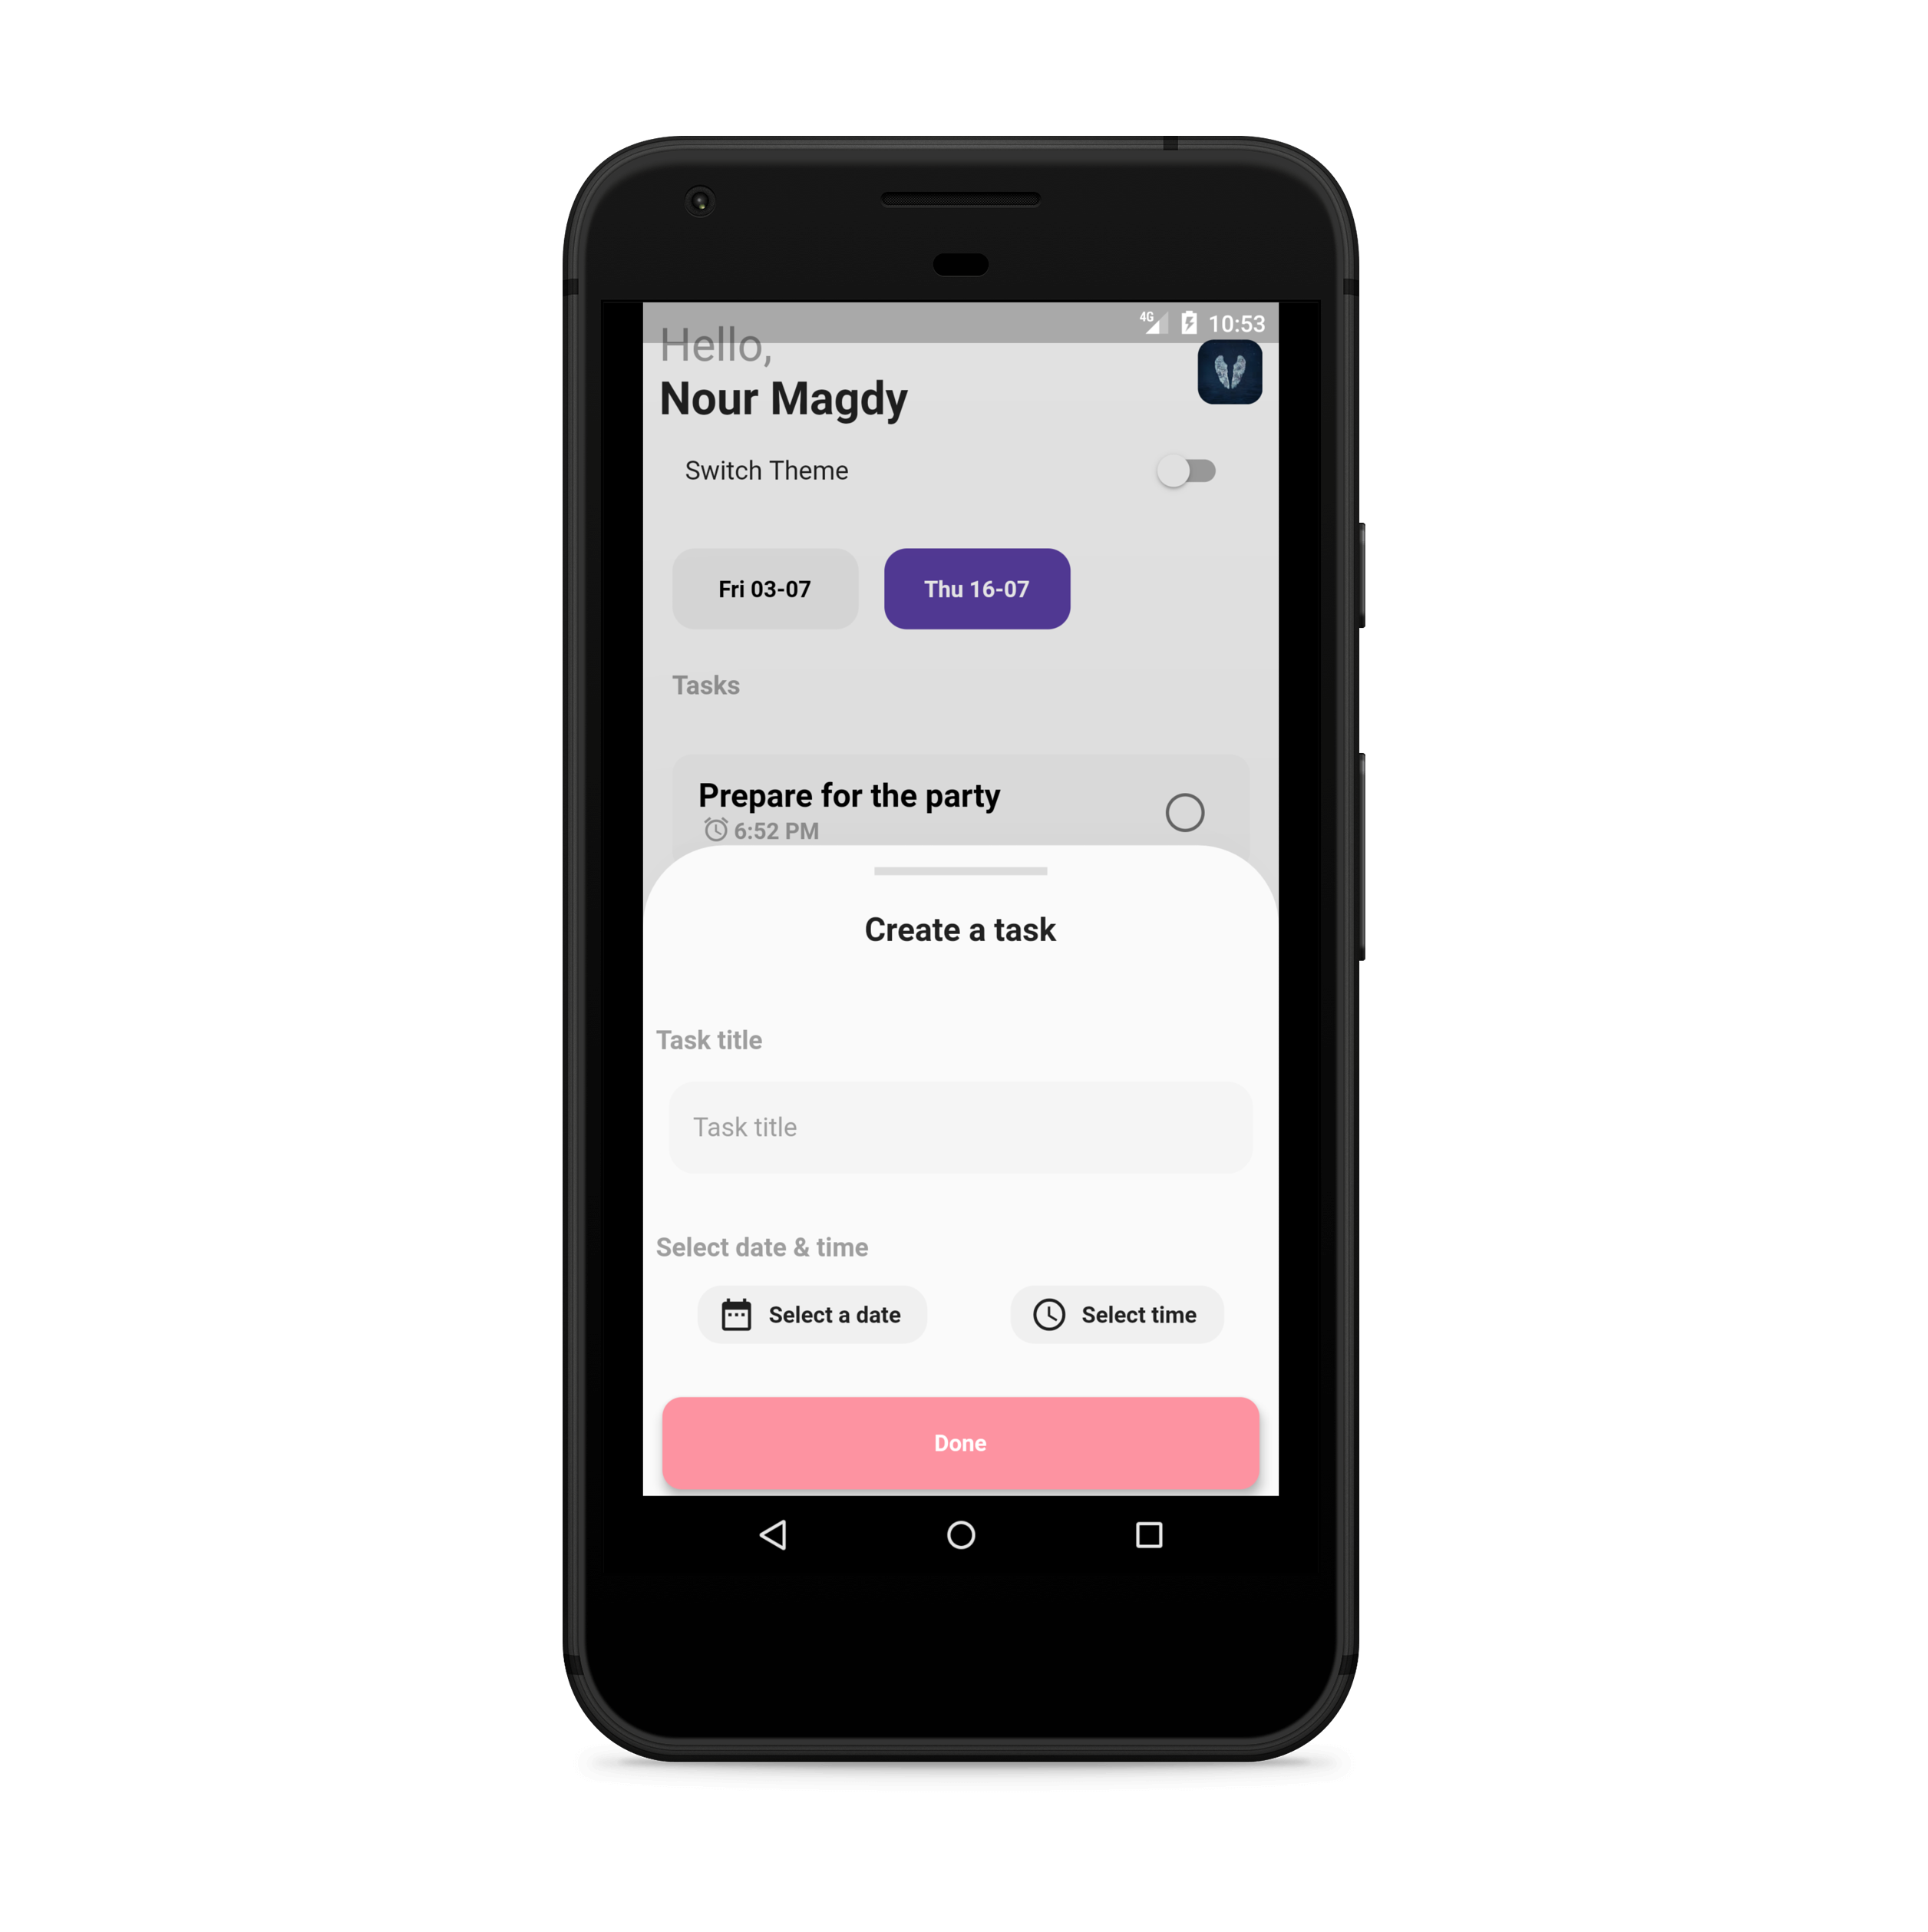 4G 10:53
Hello,
Nour Magdy
Switch Theme
Fri 03-07 Thu 16-07
Tasks
Prepare for the party
6:52 PM
Create a task
Task title
Task title
Select date & time
Select a date Select time
Done